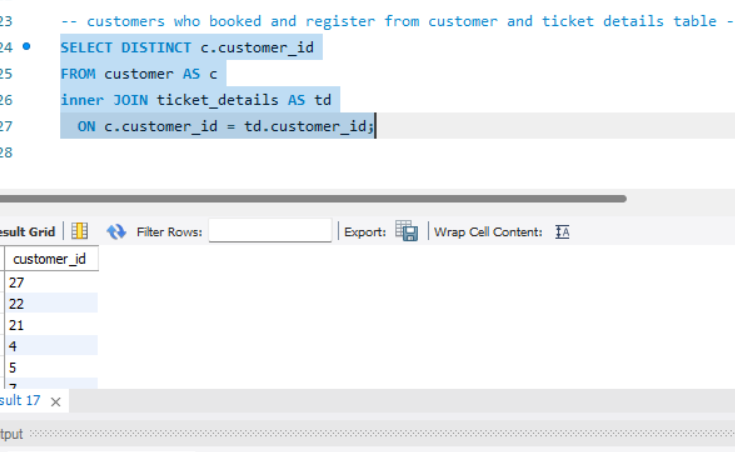 23 -- customers who booked and register from customer and ticket details table -
24 SELECT DISTINCT c.customer_id
25 FROM customer AS c
26 inner JOIN ticket_details AS td
27 ON c.customer_id = td.customer_id;
28
esult Grid Filter Rows: Export: Wrap Cell Content: IA
customer_id
27
22
21
4
5
7
sult 17 ×
tput